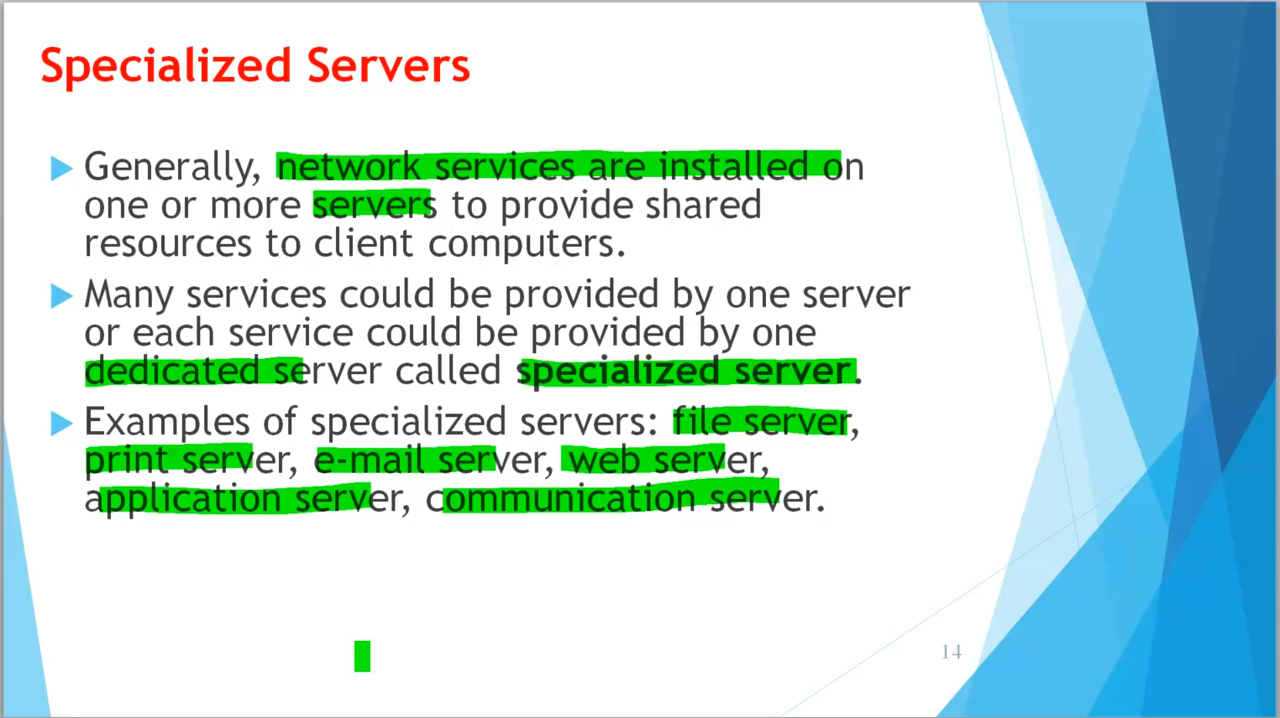 Specialized Servers
Generally, network services are installed on
one or more servers to provide shared
resources to client computers.
Many services could be provided by one server
or each service could be provided by one
dedicated server called specialized server.
Examples of specialized servers: file server,
print server, e-mail server, web server,
application server, communication server.
14